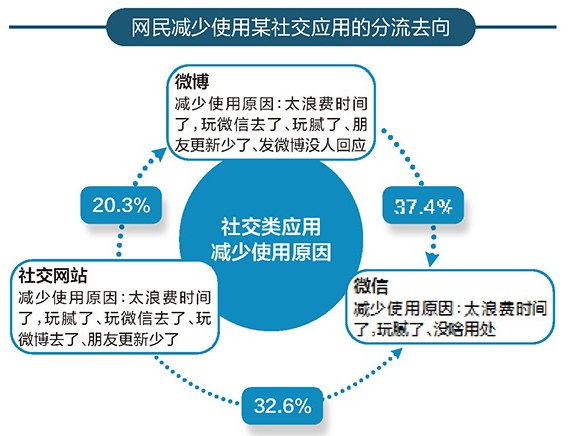 网民减少使用某社交应用的分流去向
微博
减少使用原因:太浪费时间
了,玩微信去了、玩腻了、朋
友更新少了、发微博没人回应
20.3%
37.4%
社交类应用
减少使用原因
社交网站
减少使用原因:太浪费时间
了,玩腻了、玩微信去了、玩
微博去了、朋友更新少了
微信
减少使用原因:太浪费时间
了,玩腻了、没啥用处
32.6%